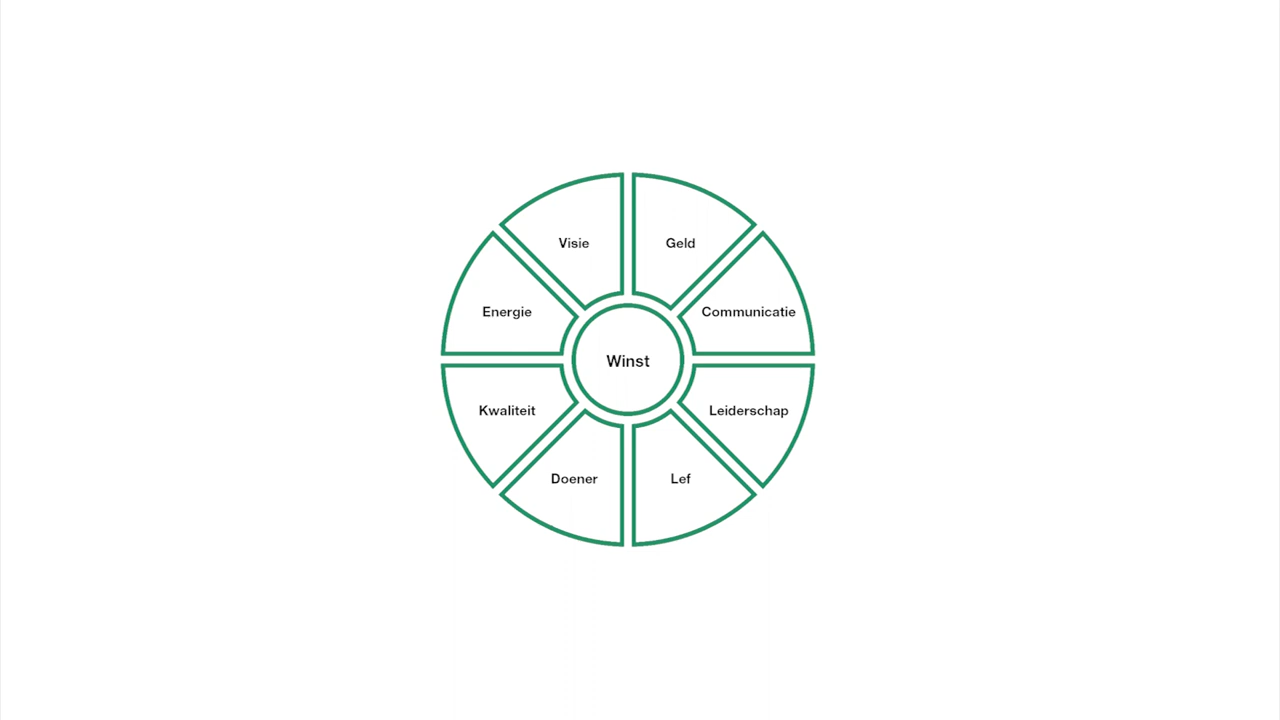 Visie
Geld
Energie
Communicatie
Winst
Kwaliteit
Leiderschap
Doener
Lef